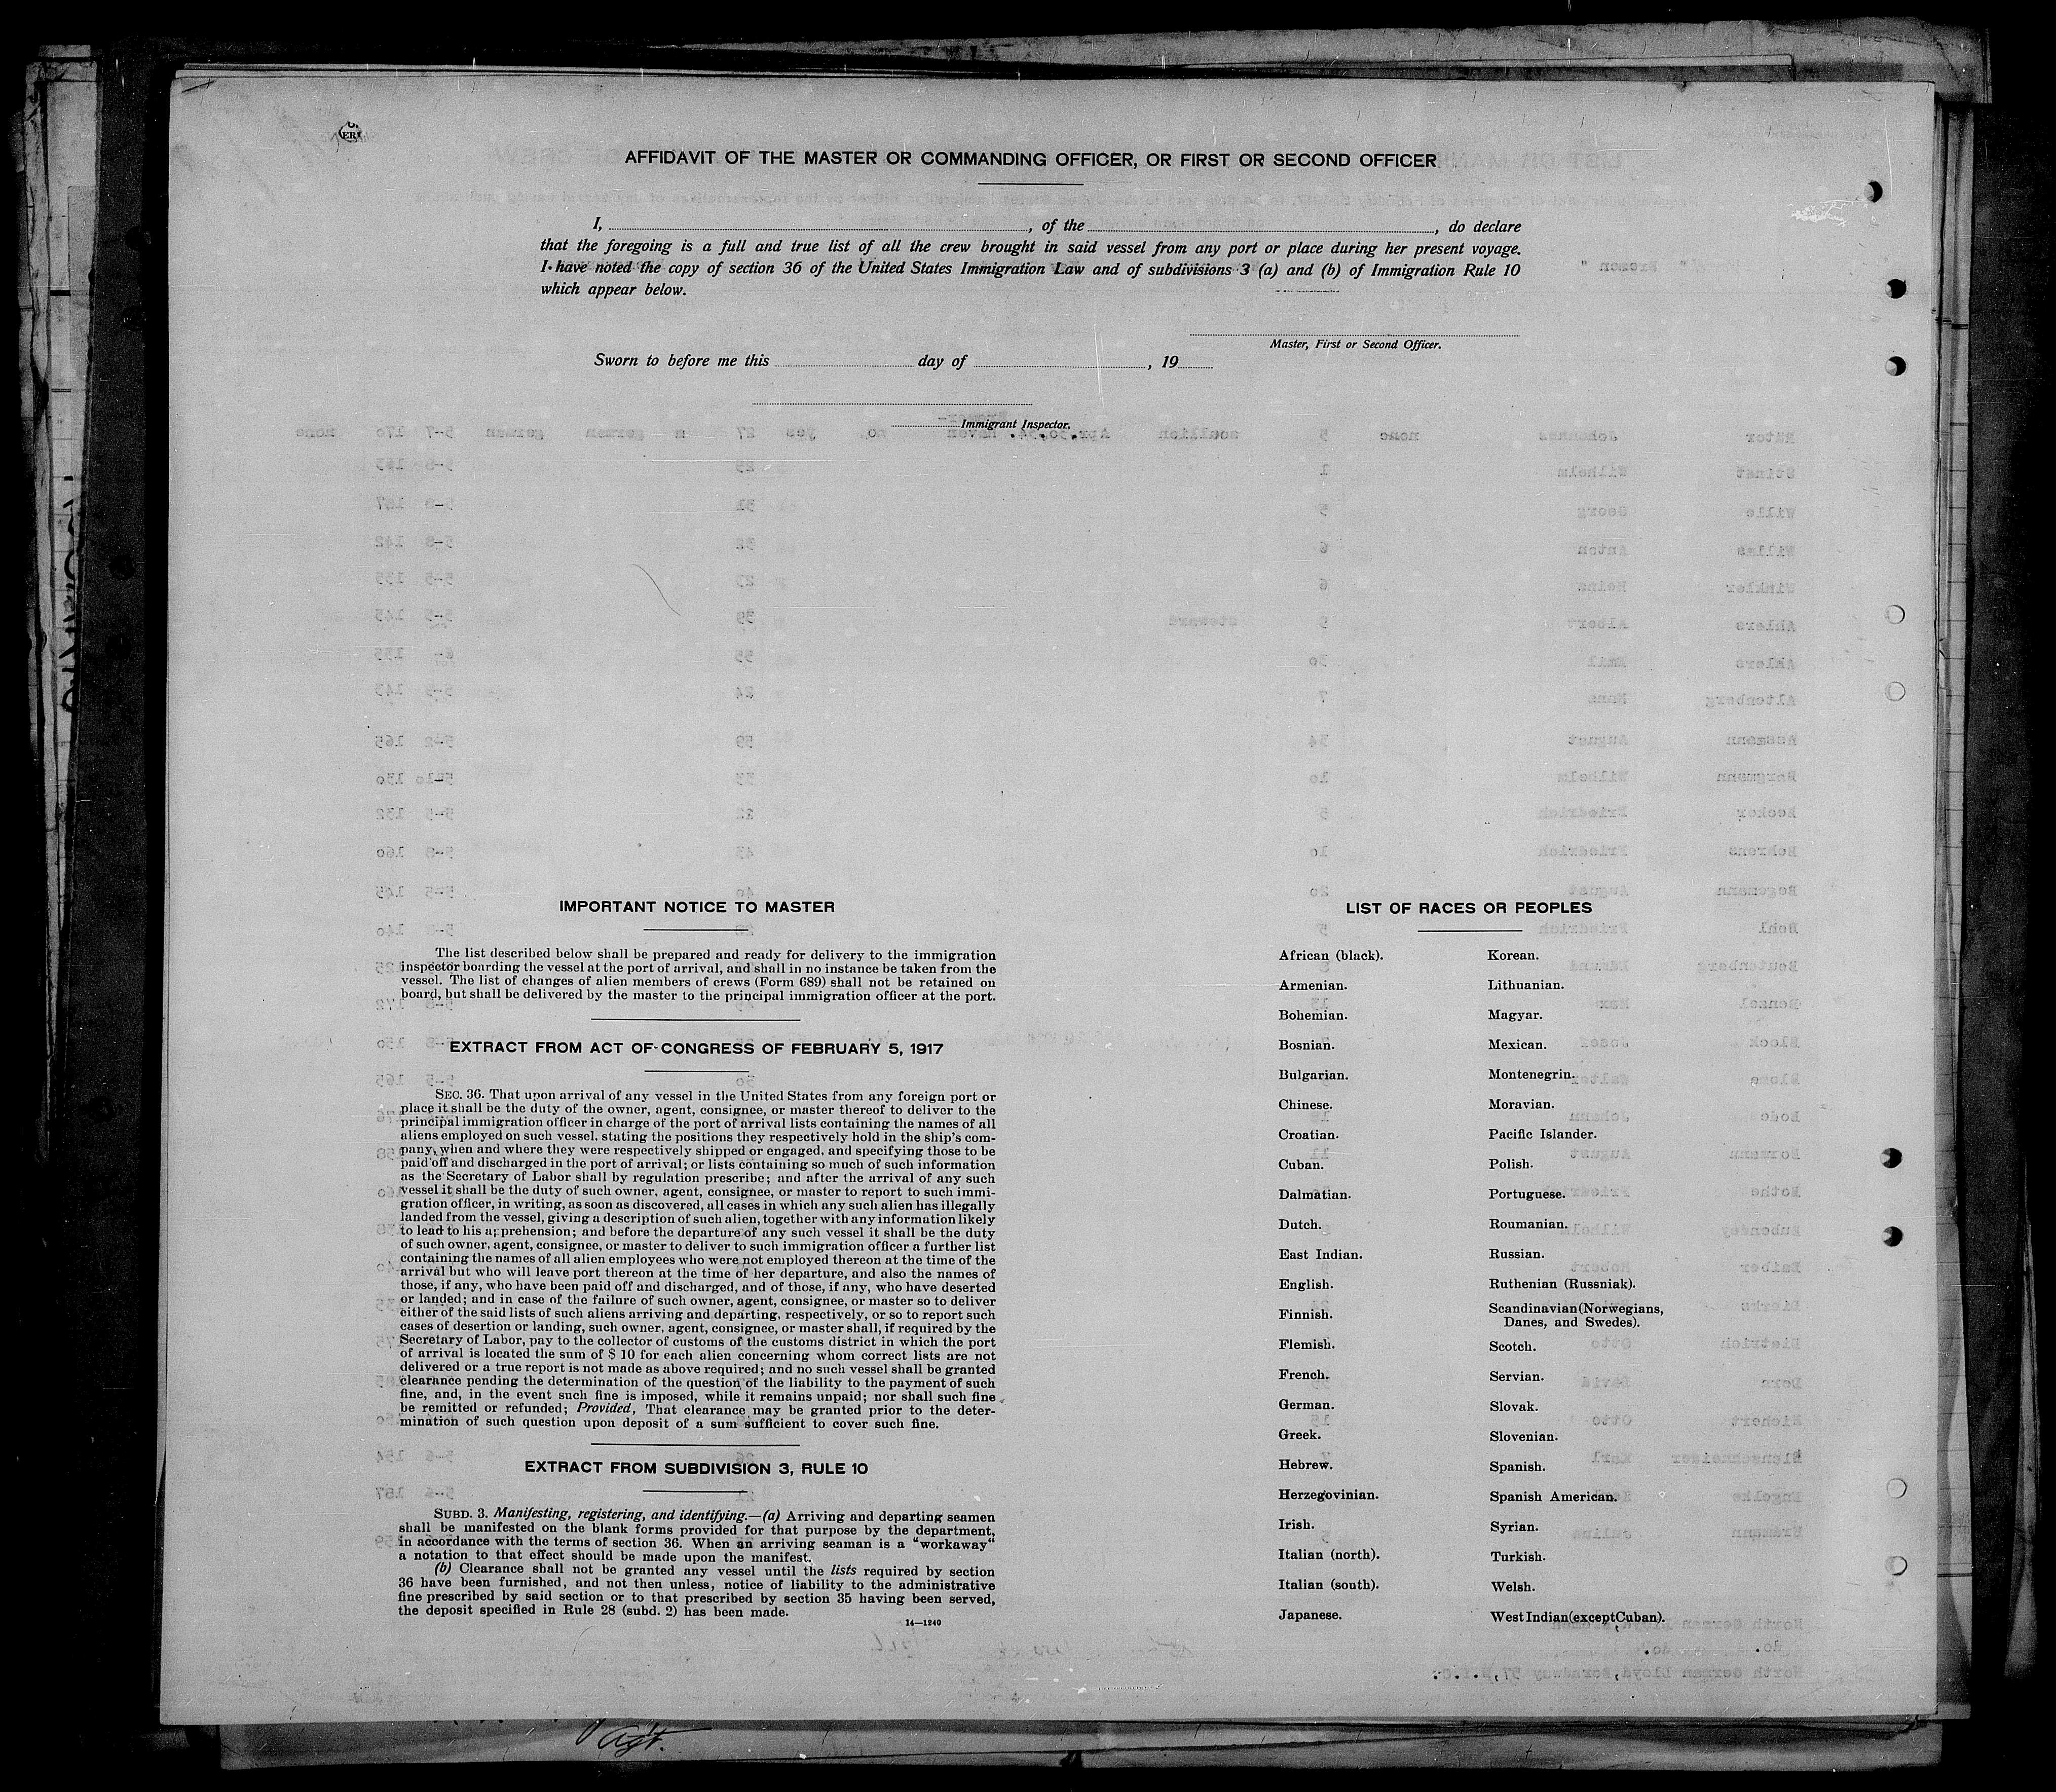 AFFIDAVIT OF THE MASTER OR COMMANDING OFFICER, OR FIRST OR SECOND OFFICER
I, , of the , do declare
that the foregoing is a full and true list of all the crew brought in said vessel from any port or place during her present voyage.
I have noted the copy of section 36 of the United States Immigration Law and of subdivisions 3 (a) and (b) of Immigration Rule 10
which appear below.
Master, First or Second Officer.
Sworn to before me this day of , 19
Immigrant Inspector.
IMPORTANT NOTICE TO MASTER
The list described below shall be prepared and ready for delivery to the immigration
inspector boarding the vessel at the port of arrival, and shall in no instance be taken from the
vessel. The list of changes of alien members of crews (Form 689) shall not be retained on
board, but shall be delivered by the master to the principal immigration officer at the port.
EXTRACT FROM ACT OF CONGRESS OF FEBRUARY 5, 1917
SEC. 36. That upon arrival of any vessel in the United States from any foreign port or
place it shall be the duty of the owner, agent, consignee, or master thereof to deliver to the
principal immigration officer in charge of the port of arrival lists containing the names of all
aliens employed on such vessel, stating the positions they respectively hold in the ship's com-
pany, when and where they were respectively shipped or engaged, and specifying those to be
paid off and discharged in the port of arrival; or lists containing so much of such information
as the Secretary of Labor shall by regulation prescribe; and after the arrival of any such
vessel it shall be the duty of such owner, agent, consignee, or master to report to such immi-
gration officer, in writing, as soon as discovered, all cases in which any such alien has illegally
landed from the vessel, giving a description of such alien, together with any information likely
to lead to his apprehension; and before the departure of any such vessel it shall be the duty
of such owner, agent, consignee, or master to deliver to such immigration officer a further list
containing the names of all alien employees who were not employed thereon at the time of the
arrival but who will leave port thereon at the time of her departure, and also the names of
those, if any, who have been paid off and discharged, and of those, if any, who have deserted
or landed; and in case of the failure of such owner, agent, consignee, or master so to deliver
either of the said lists of such aliens arriving and departing, respectively, or so to report such
cases of desertion or landing, such owner, agent, consignee, or master shall, if required by the
Secretary of Labor, pay to the collector of customs of the customs district in which the port
of arrival is located the sum of $ 10 for each alien concerning whom correct lists are not
delivered or a true report is not made as above required; and no such vessel shall be granted
clearance pending the determination of the question of the liability to the payment of such
fine, and, in the event such fine is imposed, while it remains unpaid; nor shall such fine
be remitted or refunded; Provided, That clearance may be granted prior to the deter-
mination of such question upon deposit of a sum sufficient to cover such fine.
EXTRACT FROM SUBDIVISION 3, RULE 10
SUBD. 3. Manifesting, registering, and identifying.—(a) Arriving and departing seamen
shall be manifested on the blank forms provided for that purpose by the department,
in accordance with the terms of section 36. When an arriving seaman is a "workaway"
a notation to that effect should be made upon the manifest.
(b) Clearance shall not be granted any vessel until the lists required by section
36 have been furnished, and not then unless, notice of liability to the administrative
fine prescribed by said section or to that prescribed by section 35 having been served,
the deposit specified in Rule 28 (subd. 2) has been made.
14—1240
LIST OF RACES OR PEOPLES
African (black).
Armenian.
Bohemian.
Bosnian.
Bulgarian.
Chinese.
Croatian.
Cuban.
Dalmatian.
Dutch.
East Indian.
English.
Finnish.
Flemish.
French.
German.
Greek.
Hebrew.
Herzegovinian.
Irish.
Italian (north).
Italian (south).
Japanese.
Korean.
Lithuanian.
Magyar.
Mexican.
Montenegrin.
Moravian.
Pacific Islander.
Polish.
Portuguese.
Roumanian.
Russian.
Ruthenian (Russniak).
Scandinavian (Norwegians,
Danes, and Swedes).
Scotch.
Servian.
Slovak.
Slovenian.
Spanish.
Spanish American.
Syrian.
Turkish.
Welsh.
West Indian (except Cuban).